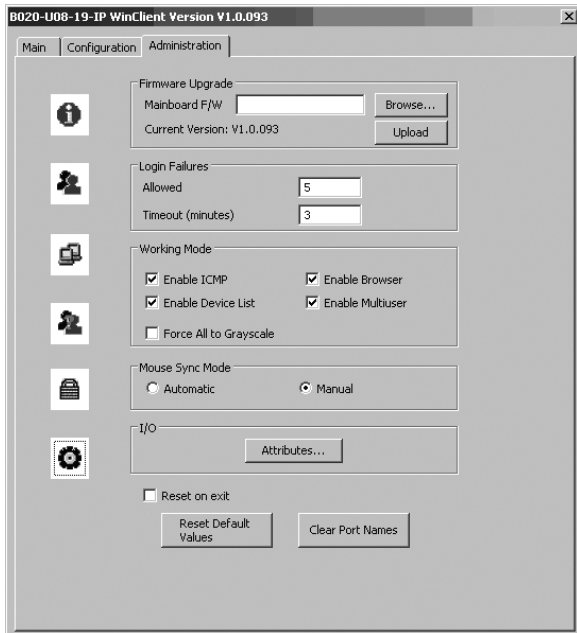 B020-U08-19-IP WinClient Version V1.0.093
Main Configuration Administration
Firmware Upgrade
Mainboard F/W Browse...
Current Version: V1.0.093 Upload
Login Failures
Allowed 5
Timeout (minutes) 3
Working Mode
Enable ICMP Enable Browser
Enable Device List Enable Multiuser
Force All to Grayscale
Mouse Sync Mode
Automatic Manual
I/O
Attributes...
Reset on exit
Reset Default
Values
Clear Port Names